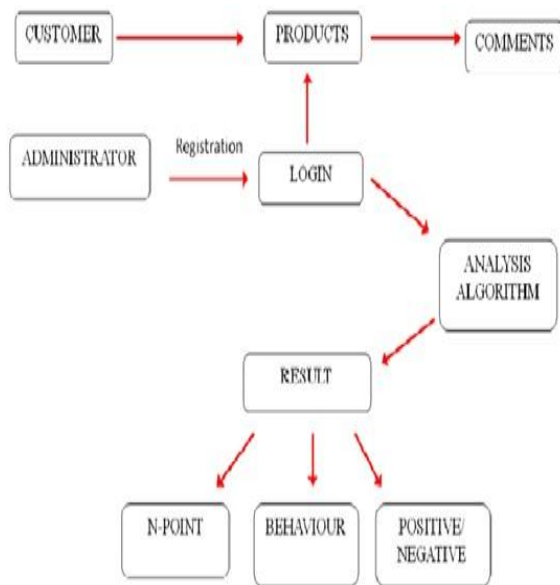 CUSTOMER
PRODUCTS
COMMENTS
Registration
ADMINISTRATOR
LOGIN
ANALYSIS
ALGORITHM
RESULT
N-POINT
BEHAVIOUR
POSITIVE/
NEGATIVE